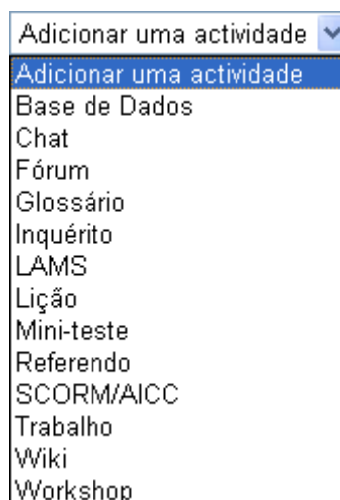 Adicionar uma actividade
Adicionar uma actividade
Base de Dados
Chat
Fórum
Glossário
Inquérito
LAMS
Lição
Mini-teste
Referendo
SCORM/AICC
Trabalho
Wiki
Workshop